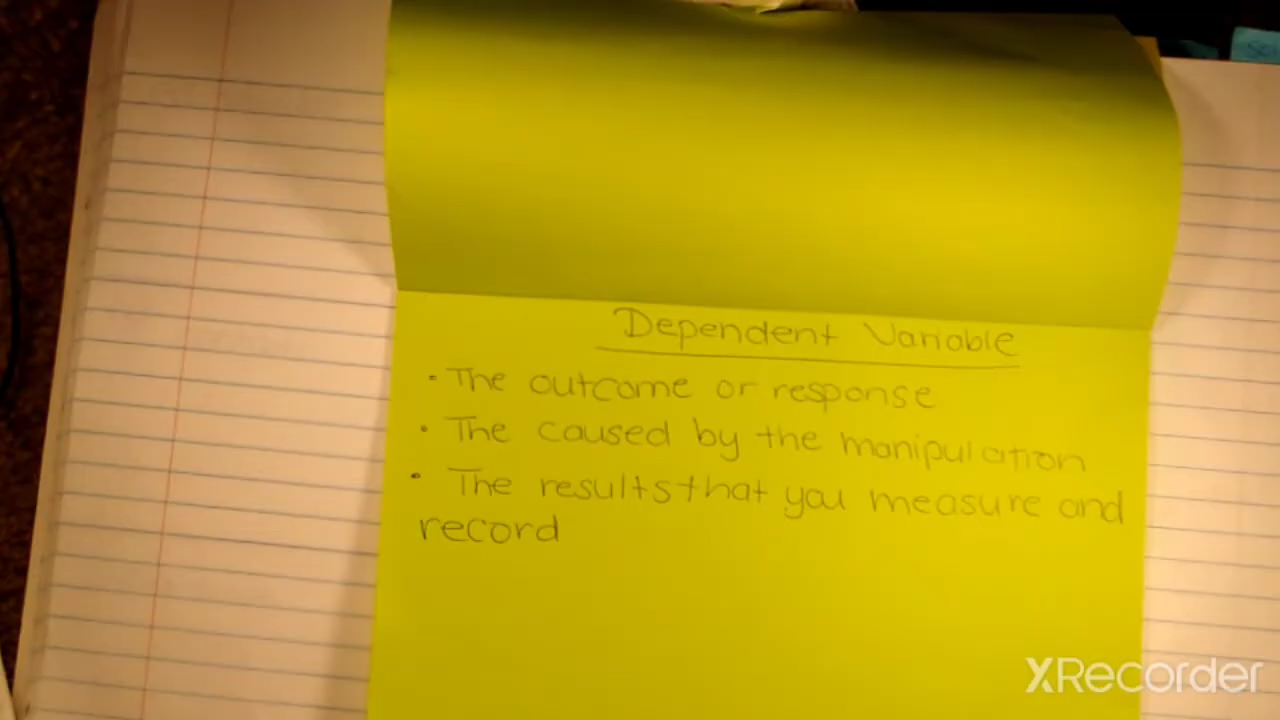 Dependent Variable
• The outcome or response
• The caused by the manipulation
• The results that you measure and
record
XRecorder